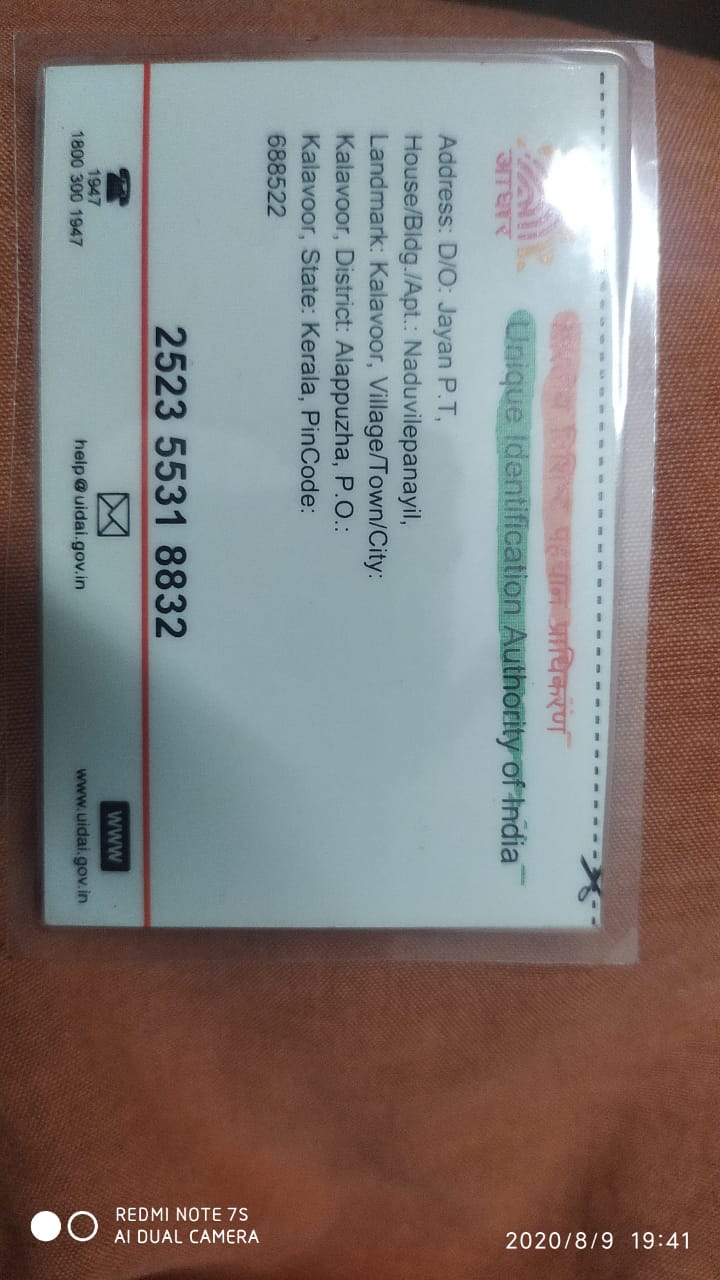 आधार
भारतीय विशिष्ट पहचान प्राधिकरण
Unique Identification Authority of India
Address: D/O: Jayan P.T,
House/Bldg./Apt.: Naduvilepanayil,
Landmark: Kalavoor, Village/Town/City:
Kalavoor, District: Alappuzha, P.O.:
Kalavoor, State: Kerala, PinCode:
688522
2523 5531 8832
1947
1800 300 1947
help@uidai.gov.in
www
www.uidai.gov.in
REDMI NOTE 7S
AI DUAL CAMERA
2020/8/9 19:41